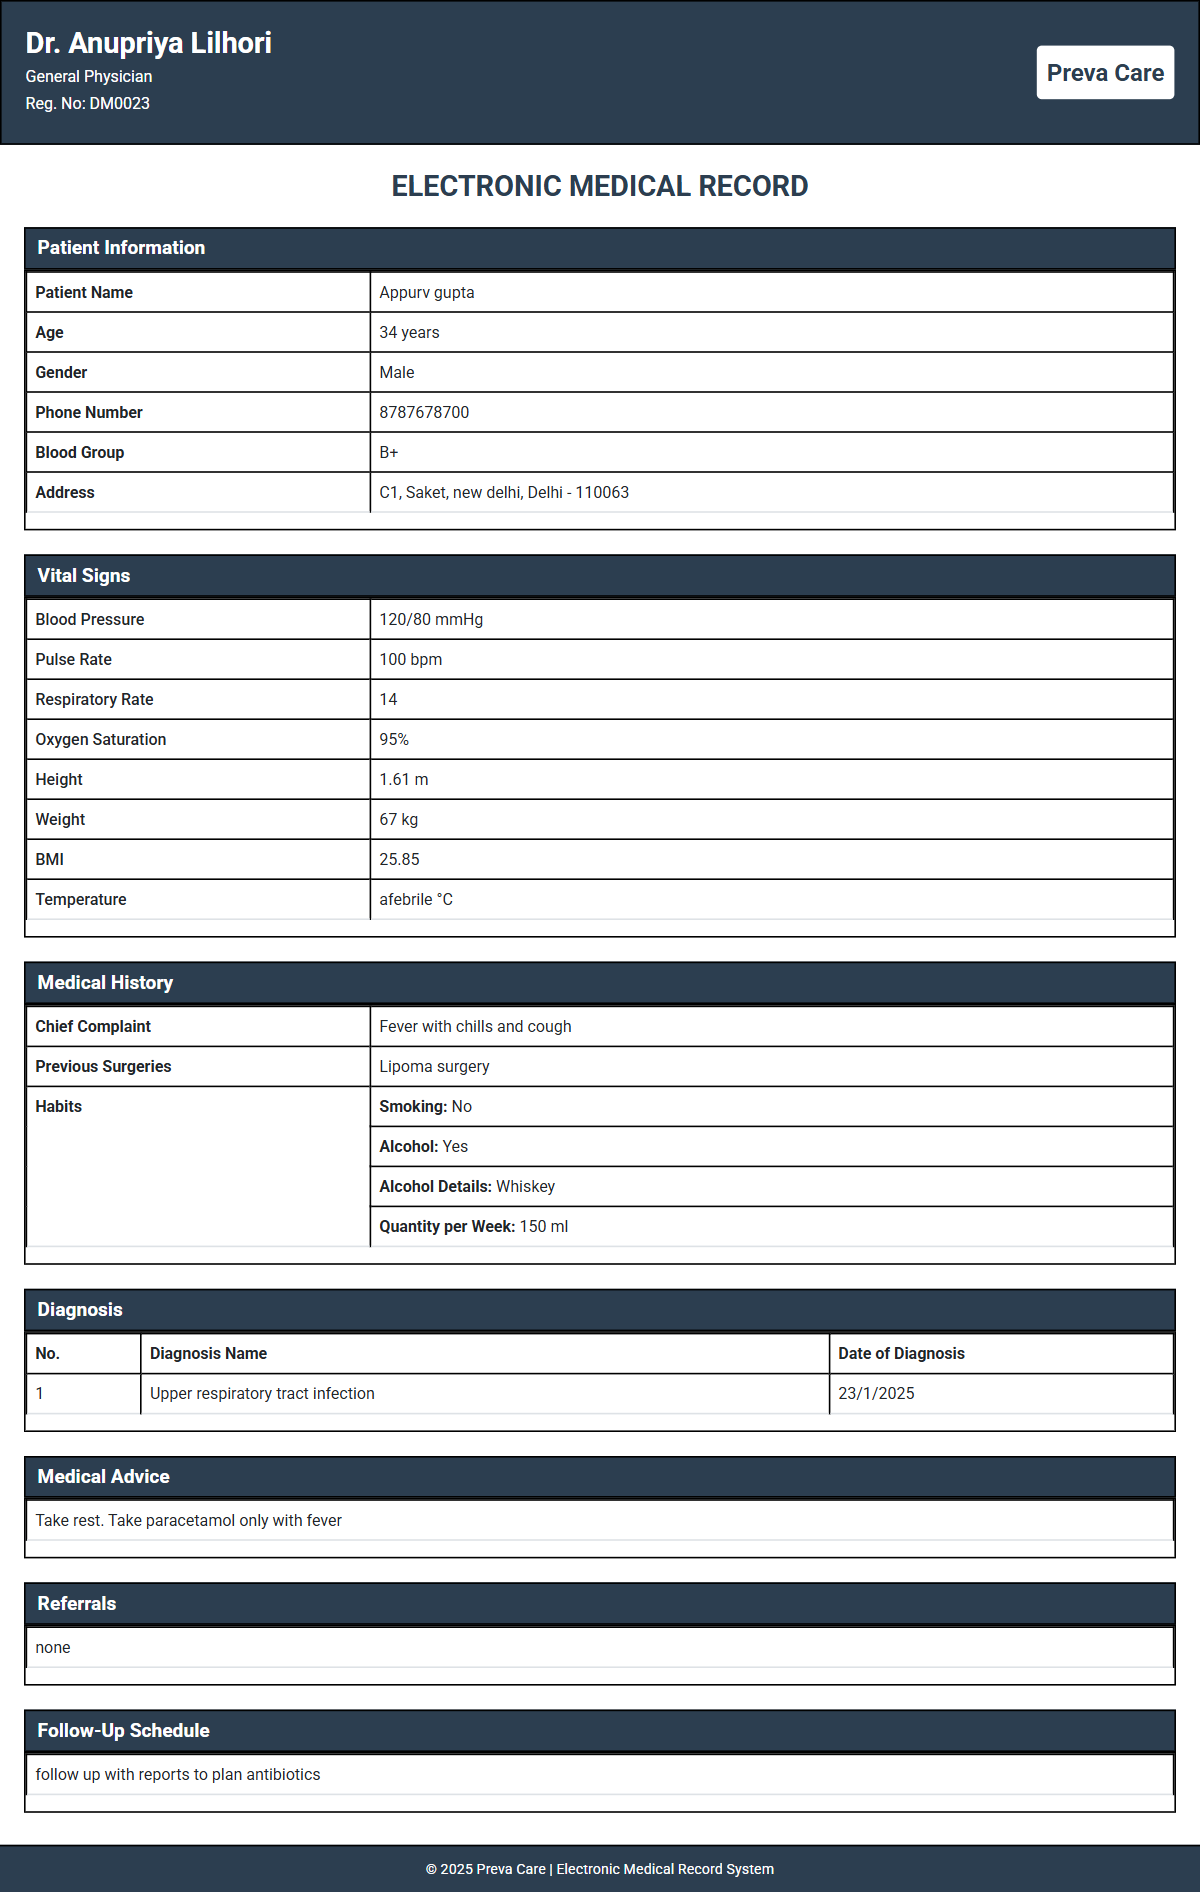 Dr. Anupriya Lilhori
General Physician
Reg. No: DM0023
Preva Care
ELECTRONIC MEDICAL RECORD
Patient Information
Patient Name Appurv gupta
Age 34 years
Gender Male
Phone Number 8787678700
Blood Group B+
Address C1, Saket, new delhi, Delhi - 110063
Vital Signs
Blood Pressure 120/80 mmHg
Pulse Rate 100 bpm
Respiratory Rate 14
Oxygen Saturation 95%
Height 1.61 m
Weight 67 kg
BMI 25.85
Temperature afebrile °C
Medical History
Chief Complaint Fever with chills and cough
Previous Surgeries Lipoma surgery
Habits Smoking: No
Alcohol: Yes
Alcohol Details: Whiskey
Quantity per Week: 150 ml
Diagnosis
No. Diagnosis Name Date of Diagnosis
1 Upper respiratory tract infection 23/1/2025
Medical Advice
Take rest. Take paracetamol only with fever
Referrals
none
Follow-Up Schedule
follow up with reports to plan antibiotics
© 2025 Preva Care | Electronic Medical Record System